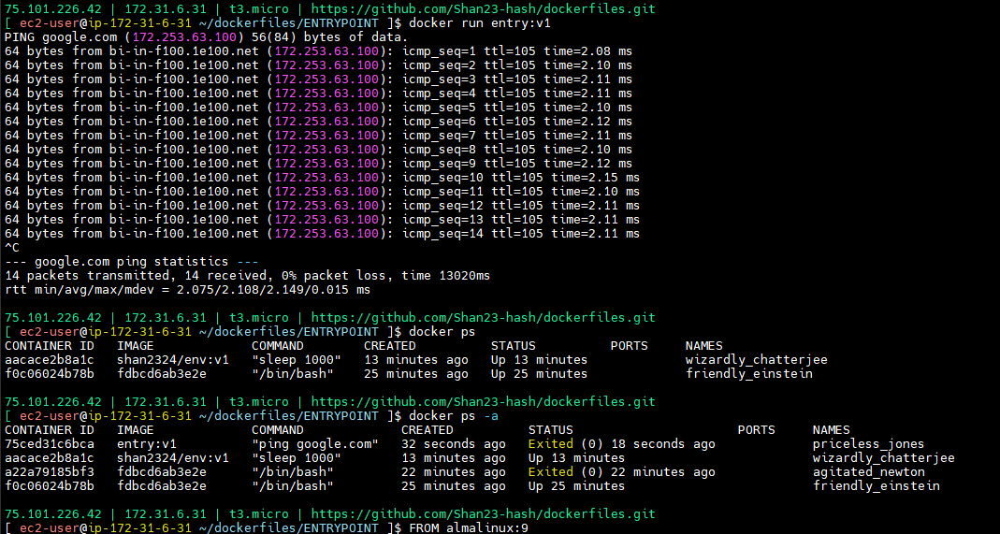 75.101.226.42 | 172.31.6.31 | t3.micro | https://github.com/Shan23-hash/dockerfiles.git
[ ec2-user@ip-172-31-6-31 ~/dockerfiles/ENTRYPOINT ]$ docker run entry:v1
PING google.com (172.253.63.100) 56(84) bytes of data.
64 bytes from bi-in-f100.1e100.net (172.253.63.100): icmp_seq=1 ttl=105 time=2.08 ms
64 bytes from bi-in-f100.1e100.net (172.253.63.100): icmp_seq=2 ttl=105 time=2.10 ms
64 bytes from bi-in-f100.1e100.net (172.253.63.100): icmp_seq=3 ttl=105 time=2.11 ms
64 bytes from bi-in-f100.1e100.net (172.253.63.100): icmp_seq=4 ttl=105 time=2.11 ms
64 bytes from bi-in-f100.1e100.net (172.253.63.100): icmp_seq=5 ttl=105 time=2.10 ms
64 bytes from bi-in-f100.1e100.net (172.253.63.100): icmp_seq=6 ttl=105 time=2.12 ms
64 bytes from bi-in-f100.1e100.net (172.253.63.100): icmp_seq=7 ttl=105 time=2.11 ms
64 bytes from bi-in-f100.1e100.net (172.253.63.100): icmp_seq=8 ttl=105 time=2.10 ms
64 bytes from bi-in-f100.1e100.net (172.253.63.100): icmp_seq=9 ttl=105 time=2.12 ms
64 bytes from bi-in-f100.1e100.net (172.253.63.100): icmp_seq=10 ttl=105 time=2.15 ms
64 bytes from bi-in-f100.1e100.net (172.253.63.100): icmp_seq=11 ttl=105 time=2.10 ms
64 bytes from bi-in-f100.1e100.net (172.253.63.100): icmp_seq=12 ttl=105 time=2.11 ms
64 bytes from bi-in-f100.1e100.net (172.253.63.100): icmp_seq=13 ttl=105 time=2.11 ms
64 bytes from bi-in-f100.1e100.net (172.253.63.100): icmp_seq=14 ttl=105 time=2.11 ms
^C
--- google.com ping statistics ---
14 packets transmitted, 14 received, 0% packet loss, time 13020ms
rtt min/avg/max/mdev = 2.075/2.108/2.149/0.015 ms
75.101.226.42 | 172.31.6.31 | t3.micro | https://github.com/Shan23-hash/dockerfiles.git
[ ec2-user@ip-172-31-6-31 ~/dockerfiles/ENTRYPOINT ]$ docker ps
CONTAINER ID   IMAGE             COMMAND        CREATED          STATUS          PORTS     NAMES
aacace2b8a1c   shan2324/env:v1   "sleep 1000"   13 minutes ago   Up 13 minutes             wizardly_chatterjee
f0c06024b78b   fdbcd6ab3e2e      "/bin/bash"    25 minutes ago   Up 25 minutes             friendly_einstein
75.101.226.42 | 172.31.6.31 | t3.micro | https://github.com/Shan23-hash/dockerfiles.git
[ ec2-user@ip-172-31-6-31 ~/dockerfiles/ENTRYPOINT ]$ docker ps -a
CONTAINER ID   IMAGE             COMMAND             CREATED          STATUS                      PORTS     NAMES
75ced31c6bca   entry:v1          "ping google.com"   32 seconds ago   Exited (0) 18 seconds ago             priceless_jones
aacace2b8a1c   shan2324/env:v1   "sleep 1000"        13 minutes ago   Up 13 minutes                         wizardly_chatterjee
a22a79185bf3   fdbcd6ab3e2e      "/bin/bash"         22 minutes ago   Exited (0) 22 minutes ago             agitated_newton
f0c06024b78b   fdbcd6ab3e2e      "/bin/bash"         25 minutes ago   Up 25 minutes                         friendly_einstein
75.101.226.42 | 172.31.6.31 | t3.micro | https://github.com/Shan23-hash/dockerfiles.git
[ ec2-user@ip-172-31-6-31 ~/dockerfiles/ENTRYPOINT ]$ FROM almalinux:9